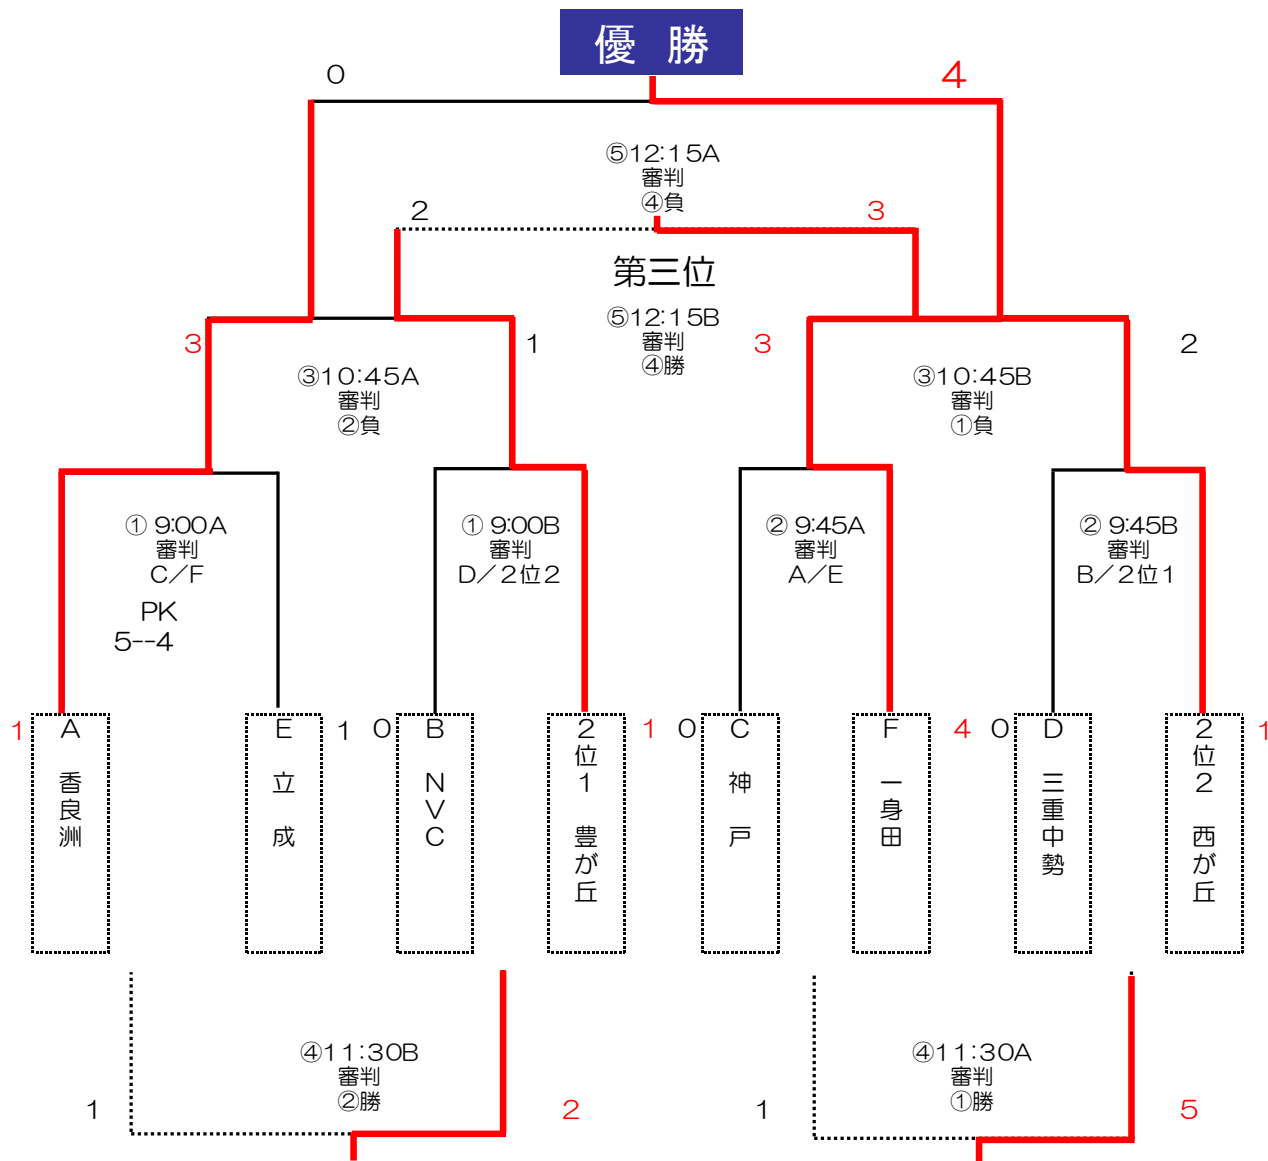 優　勝
0
4
⑤12:15A
審判
④負
2
3
第三位
⑤12:15B
審判
④勝
3
1
3
2
③10:45A
審判
②負
③10:45B
審判
①負
① 9:00A
審判
C／F
PK
5--4
① 9:00B
審判
D／2位2
② 9:45A
審判
A／E
② 9:45B
審判
B／2位1
1
A　香良洲
E　立　成
1
0
B　NVC
2位1　豊が丘
1
0
C　神　戸
F　一身田
4
0
D　三重中勢
2位2　西が丘
1
④11:30B
審判
②勝
1
2
④11:30A
審判
①勝
1
5